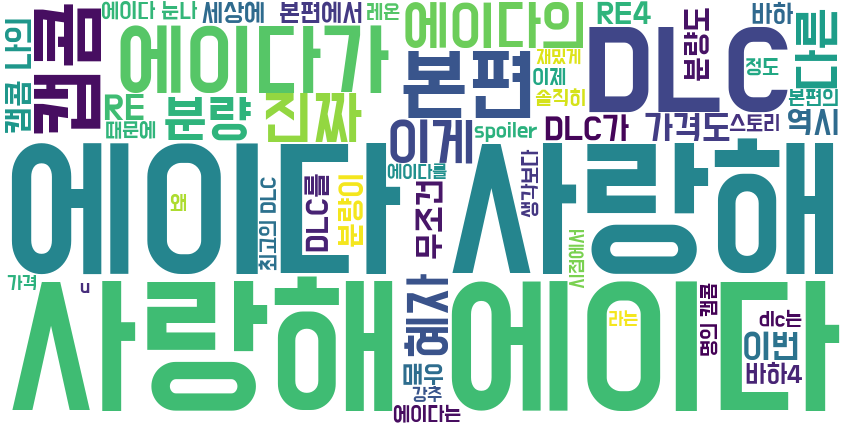 에이다 눈나
세상에
본편에서
레온
에이다의
RE4
바하
캡콤 나인
캡콤
에이다가
본편
DLC
분량도
그리고
재밌게
이제
솔직히
정도
본편의
RE
때문에
분량
진짜
이게
spoiler
DLC가
가격도
스토리
역시
에이다 사랑해
왜
최고의 DLC
DLC를
분량이
에이다를
무조건
생각보다
시점에서
사랑해 에이다
가격
u
혜자
매우
강추
에이다는
라는
명의 캡콤
dlc는
이번
바하4